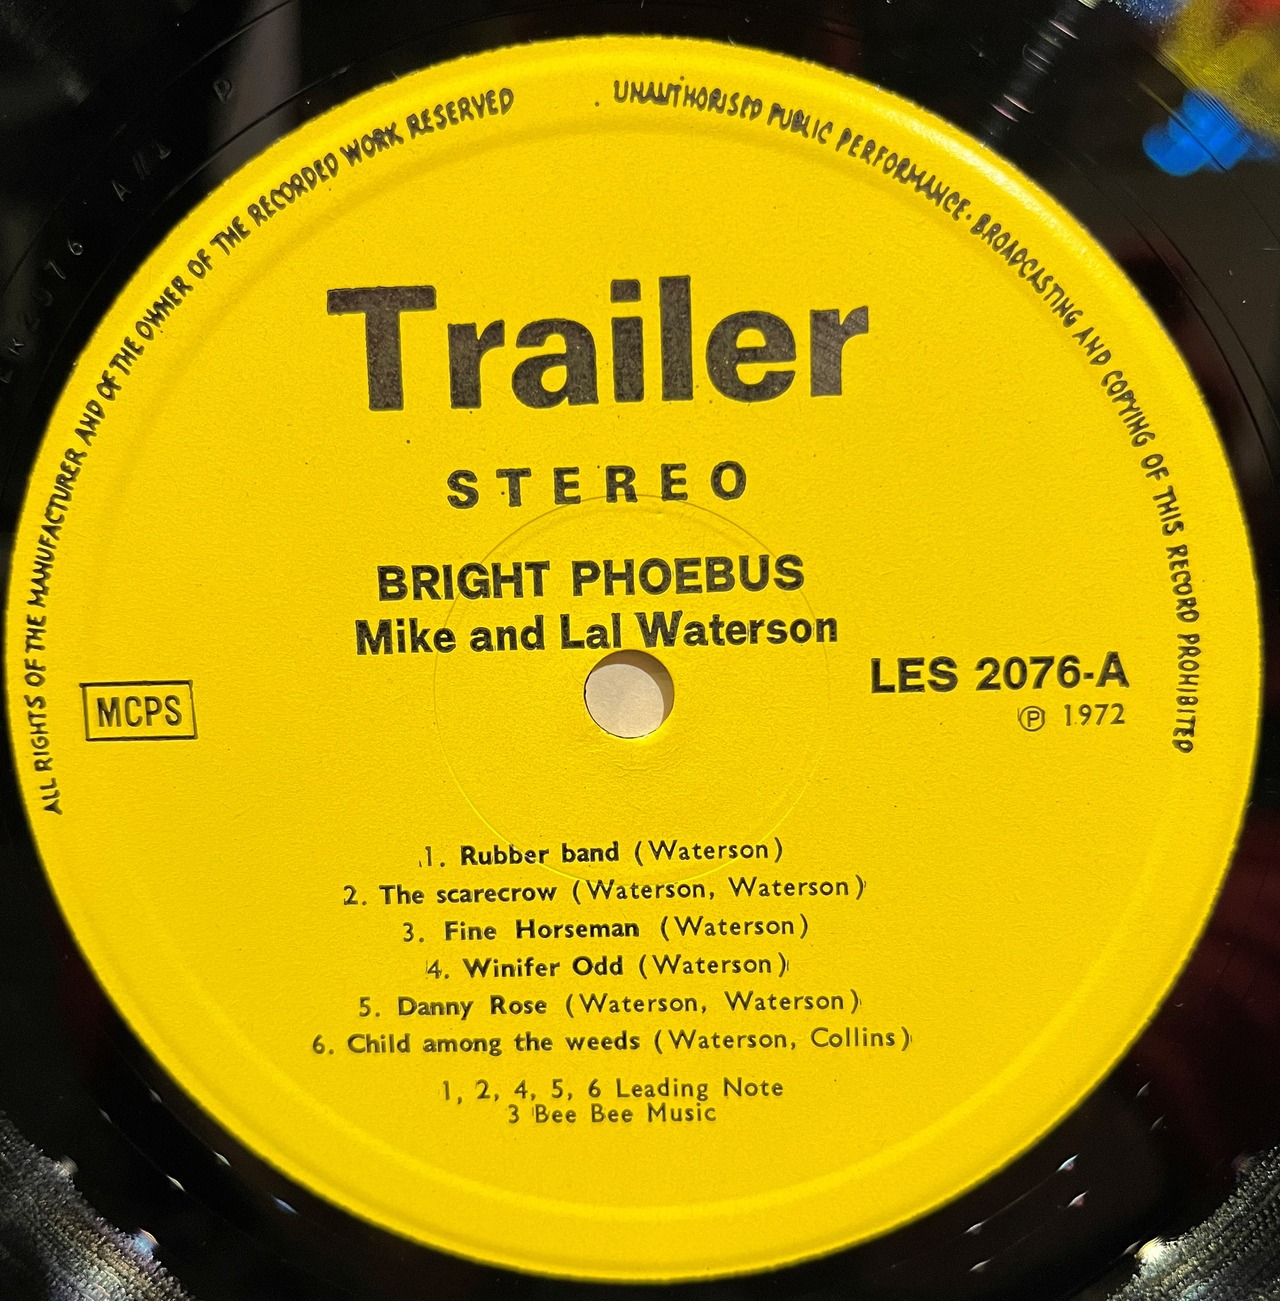 ALL RIGHTS OF THE MANUFACTURER AND OF THE OWNER OF THE RECORDED WORK RESERVED
UNAUTHORISED PUBLIC PERFORMANCE · BROADCASTING AND COPYING OF THIS RECORD PROHIBITED
Trailer
STEREO
BRIGHT PHOEBUS
Mike and Lal Waterson
LES 2076-A
℗ 1972
MCPS
1. Rubber band (Waterson)
2. The scarecrow (Waterson, Waterson)
3. Fine Horseman (Waterson)
4. Winifer Odd (Waterson)
5. Danny Rose (Waterson, Waterson)
6. Child among the weeds (Waterson, Collins)
1, 2, 4, 5, 6 Leading Note
3 Bee Bee Music